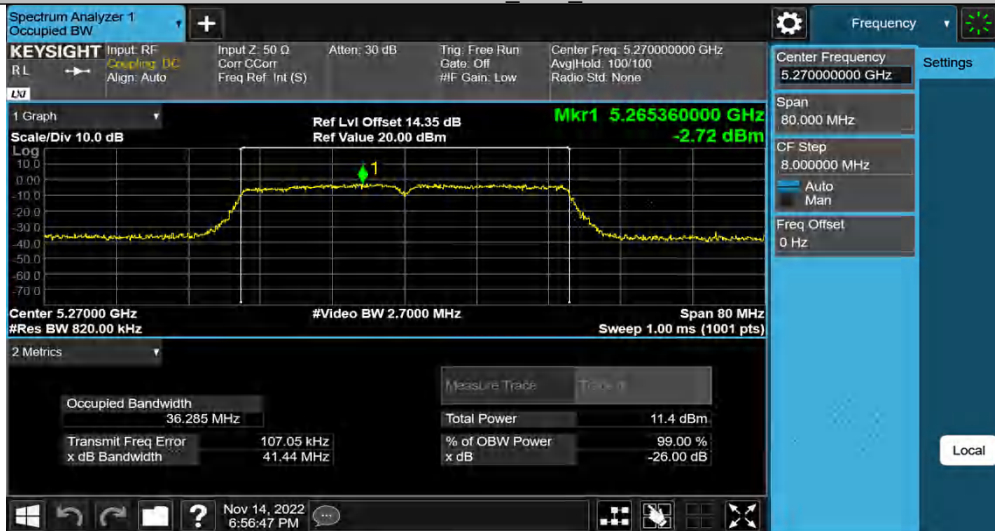 Spectrum Analyzer 1
Occupied BW
+
Frequency
KEYSIGHT
RL
LXI
Input: RF
Coupling: DC
Align: Auto
Input Z: 50 Ω
Corr CCorr
Freq Ref: Int (S)
Atten: 30 dB
Trig: Free Run
Gate: Off
#IF Gain: Low
Center Freq: 5.270000000 GHz
Avg|Hold: 100/100
Radio Std: None
Center Frequency
5.270000000 GHz
Settings
Span
80.000 MHz
CF Step
8.000000 MHz
Auto
Man
Freq Offset
0 Hz
Local
1 Graph
Scale/Div 10.0 dB
Ref Lvl Offset 14.35 dB
Ref Value 20.00 dBm
Mkr1 5.265360000 GHz
-2.72 dBm
Log
10.0
0.00
-10.0
-20.0
-30.0
-40.0
-50.0
-60.0
-70.0
1
Center 5.27000 GHz
#Video BW 2.7000 MHz
Span 80 MHz
#Res BW 820.00 kHz
Sweep 1.00 ms (1001 pts)
2 Metrics
Measure Trace
Occupied Bandwidth
36.285 MHz
Total Power 11.4 dBm
Transmit Freq Error 107.05 kHz
% of OBW Power 99.00 %
x dB Bandwidth 41.44 MHz
x dB -26.00 dB
?
Nov 14, 2022
6:56:47 PM